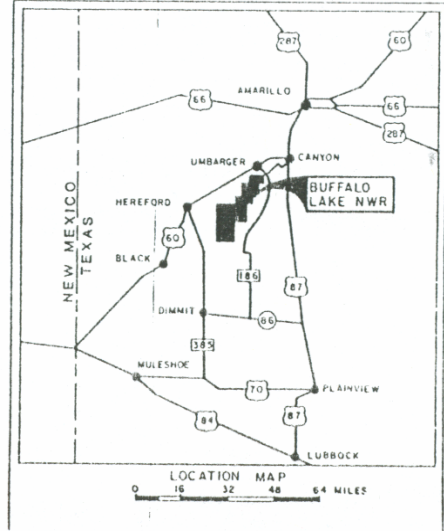 287
60
AMARILLO
66
66
287
UMBARGER
CANYON
BUFFALO
LAKE NWR
HEREFORD
NEW MEXICO
TEXAS
60
BLACK
186
87
DIMMIT
86
385
MULESHOE
70
PLAINVIEW
84
87
LUBBOCK
LOCATION MAP
0 16 32 48 64 MILES